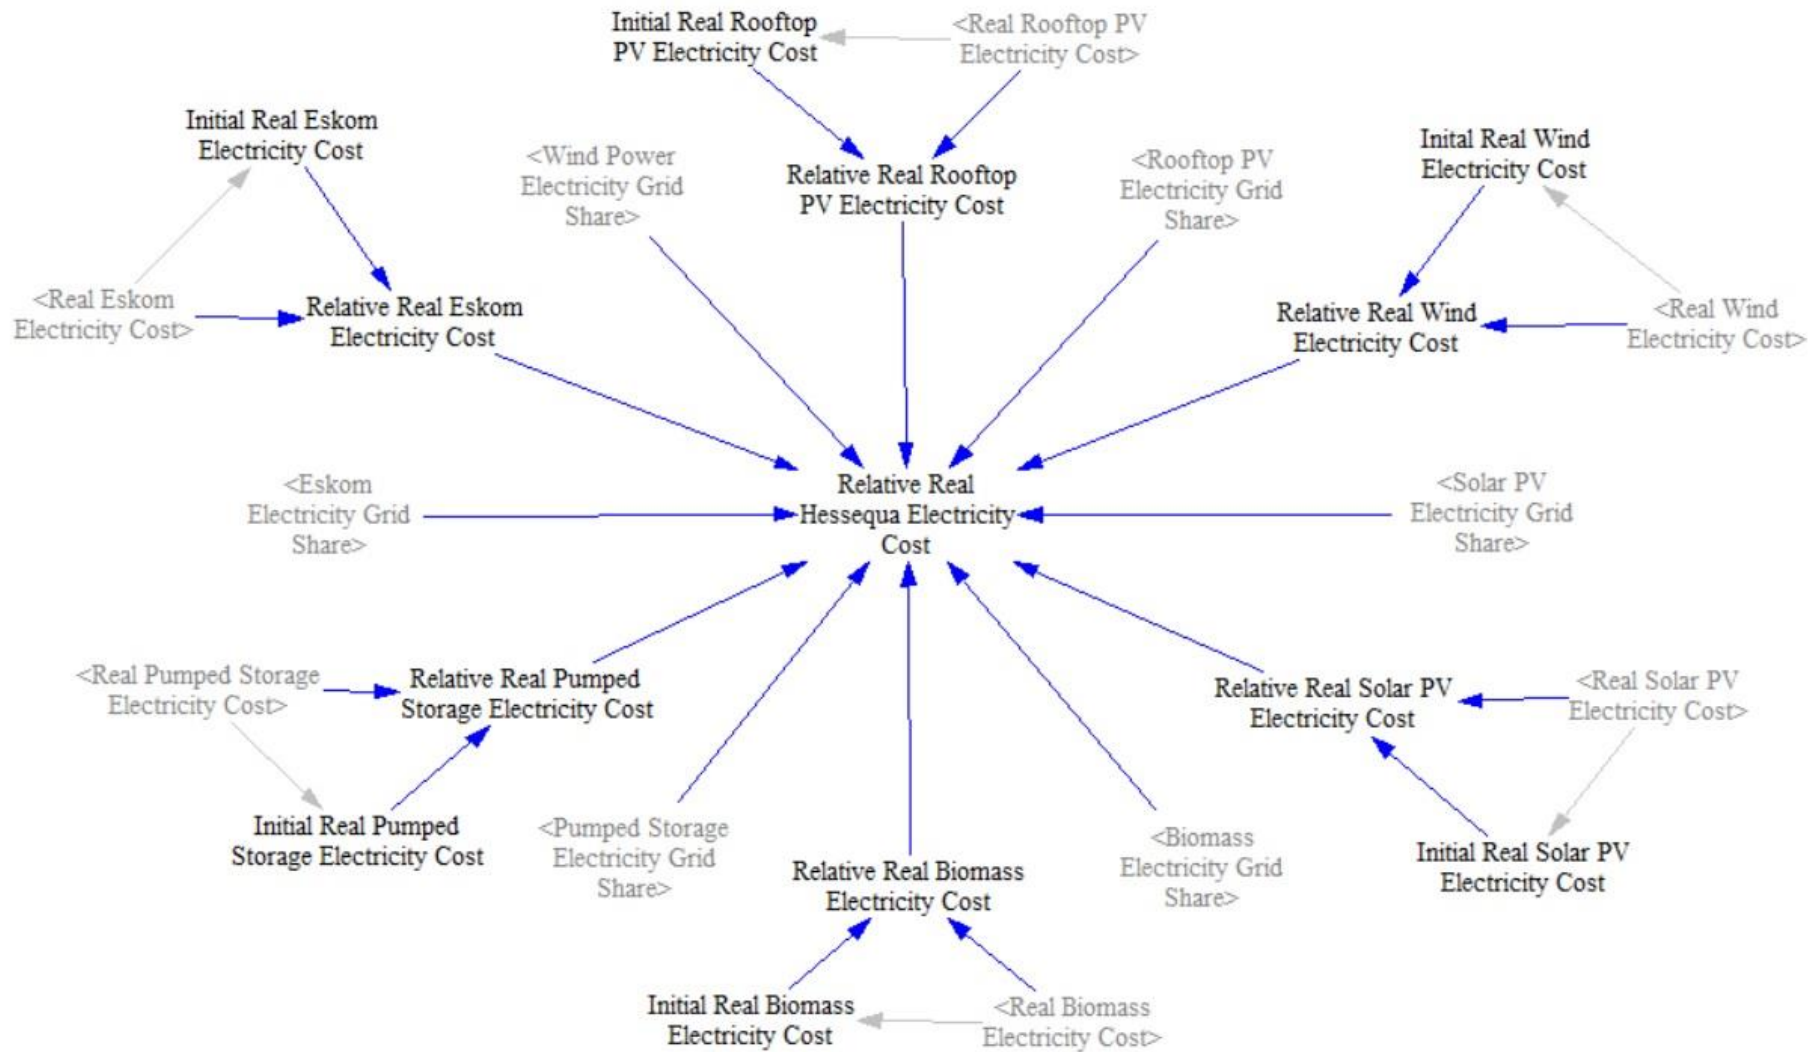 Initial Real Rooftop
PV Electricity Cost
<Real Rooftop PV
Electricity Cost>
Initial Real Eskom
Electricity Cost
<Wind Power
Electricity Grid
Share>
Relative Real Rooftop
PV Electricity Cost
<Rooftop PV
Electricity Grid
Share>
Inital Real Wind
Electricity Cost
<Real Eskom
Electricity Cost>
Relative Real Eskom
Electricity Cost
Relative Real Wind
Electricity Cost
<Real Wind
Electricity Cost>
<Eskom
Electricity Grid
Share>
Relative Real
Hessequa Electricity
Cost
<Solar PV
Electricity Grid
Share>
<Real Pumped Storage
Electricity Cost>
Relative Real Pumped
Storage Electricity Cost
Relative Real Solar PV
Electricity Cost
<Real Solar PV
Electricity Cost>
Initial Real Pumped
Storage Electricity Cost
<Pumped Storage
Electricity Grid
Share>
Relative Real Biomass
Electricity Cost
<Biomass
Electricity Grid
Share>
Initial Real Solar PV
Electricity Cost
Initial Real Biomass
Electricity Cost
<Real Biomass
Electricity Cost>